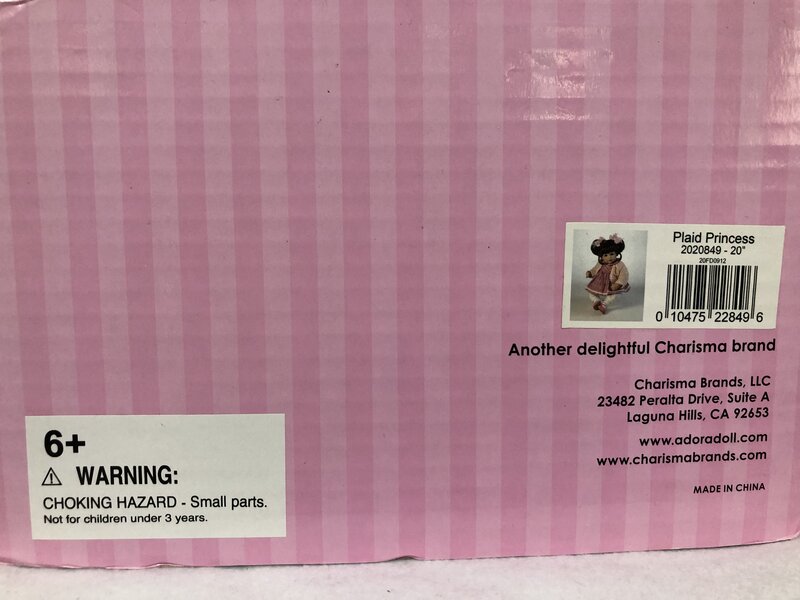 Plaid Princess
2020849 - 20"
20FD0912
0 10475 22849 6
Another delightful Charisma brand
Charisma Brands, LLC
23482 Peralta Drive, Suite A
Laguna Hills, CA 92653
www.adoradoll.com
www.charismabrands.com
MADE IN CHINA
6+
⚠ WARNING:
CHOKING HAZARD - Small parts.
Not for children under 3 years.